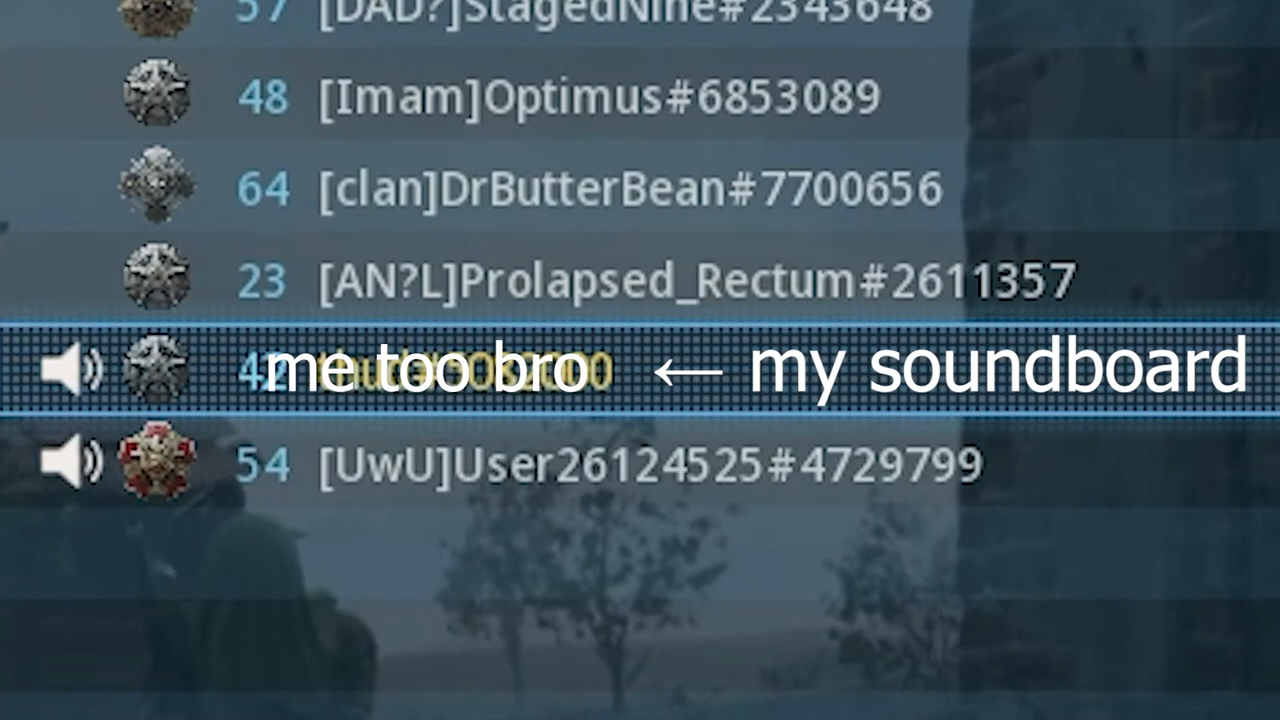 57 [DAD?]StagedNine#2343648
48 [Imam]Optimus#6853089
64 [clan]DrButterBean#7700656
23 [AN?L]Prolapsed_Rectum#2611357
me too bro ← my soundboard
54 [UwU]User26124525#4729799